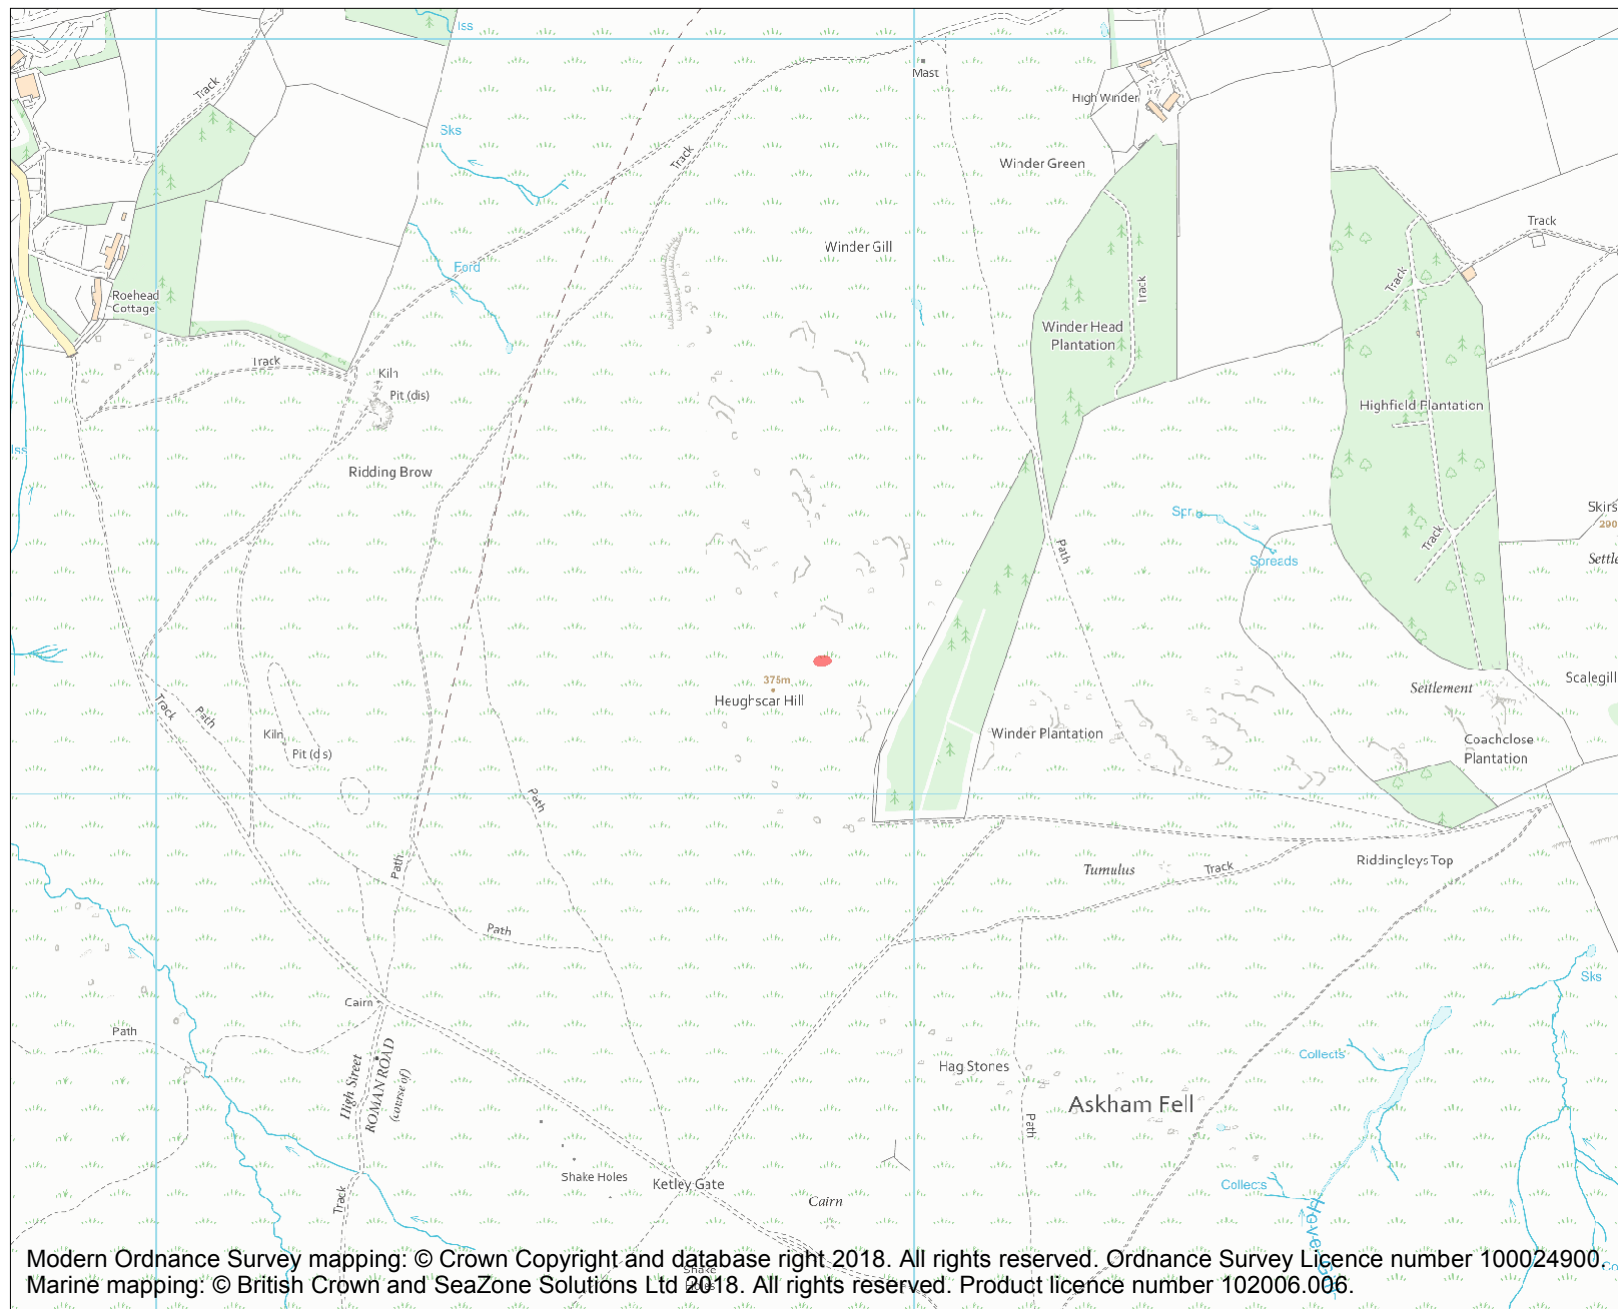 Iss
Track
Mast
High Winder
Sks
Track
Winder Green
Track
Winder Gill
Ford
Track
Track
Roehead
Cottage
Winder Head
Plantation
Track
Kiln
Pit (dis)
Highfield Plantation
Iss
Ridding Brow
Spr
Skirs
290
Track
Path
Spreads
Settle
375m
Heughscar Hill
Settlement
Scalegill
Track
Path
Kiln
Pit (dis)
Winder Plantation
Coachclose
Plantation
Path
Path
Tumulus
Track
Riddingleys Top
Path
Sks
Cairn
Path
High Street
ROMAN ROAD
(course of)
Hag Stones
Collects
Askham Fell
Path
Shake Holes
Ketley Gate
Collects
Track
Cairn
Shake
Modern Ordnance Survey mapping: © Crown Copyright and database right 2018. All rights reserved. Ordnance Survey Licence number 100024900.
Marine mapping: © British Crown and SeaZone Solutions Ltd 2018. All rights reserved. Product licence number 102006.006.